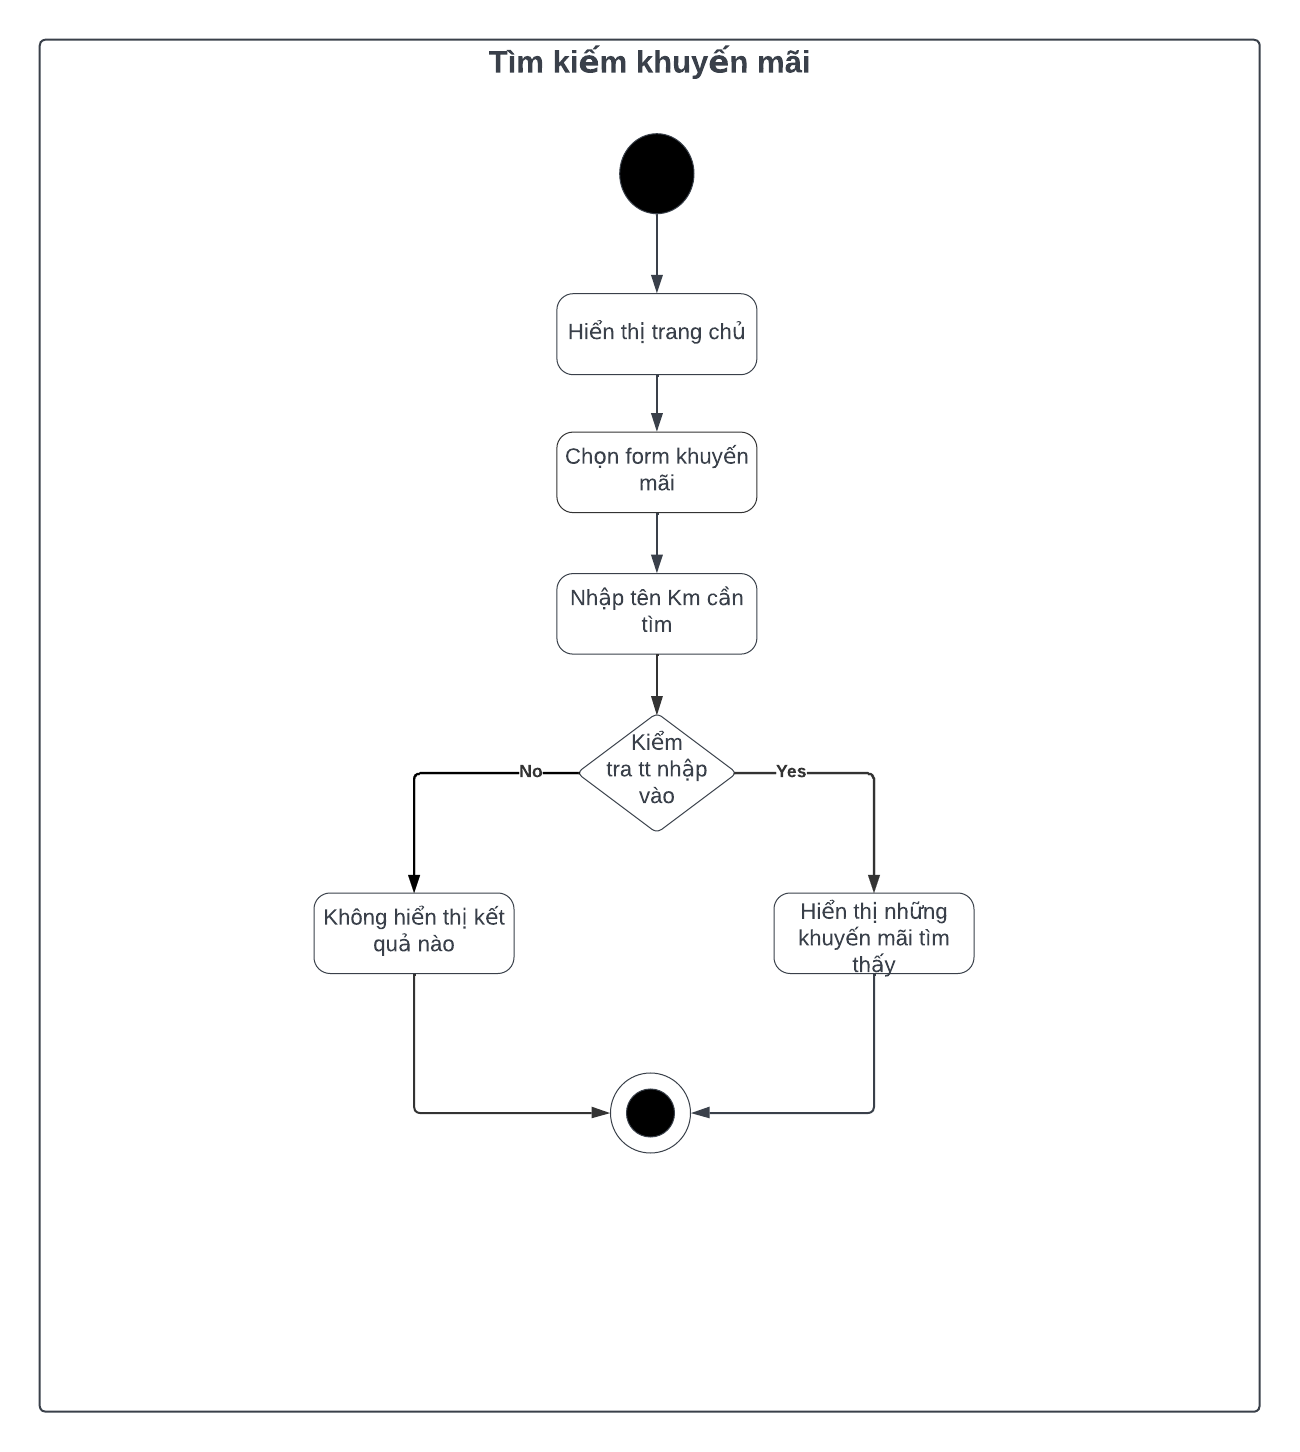 Tìm kiếm khuyến mãi
Hiển thị trang chủ
Chọn form khuyến
mãi
Nhập tên Km cần
tìm
Kiểm
tra tt nhập
vào
No
Yes
Không hiển thị kết
quả nào
Hiển thị những
khuyến mãi tìm
thấy